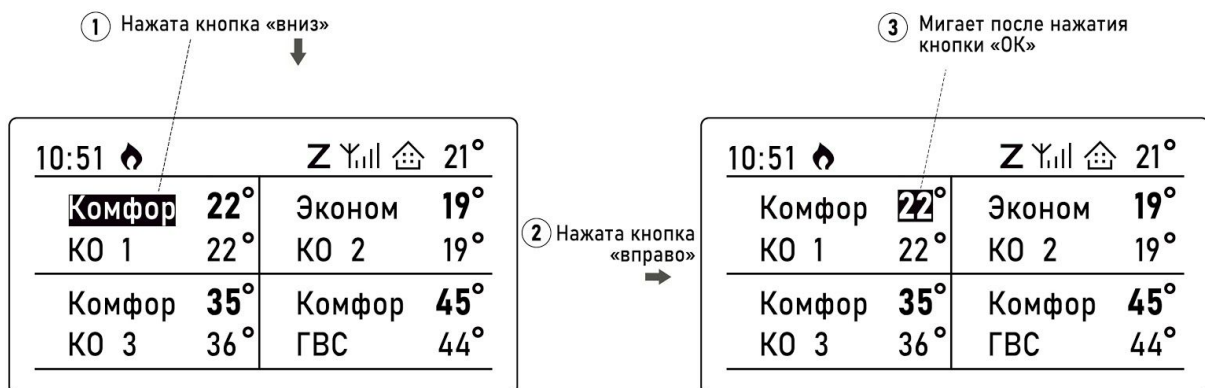 1 Нажата кнопка «вниз»
3 Мигает после нажатия
кнопки «ОК»
10:51 Z 21°
Комфор 22° Эконом 19°
КО 1 22° КО 2 19°
Комфор 35° Комфор 45°
КО 3 36° ГВС 44°
2 Нажата кнопка
«вправо»
10:51 Z 21°
Комфор 22° Эконом 19°
КО 1 22° КО 2 19°
Комфор 35° Комфор 45°
КО 3 36° ГВС 44°